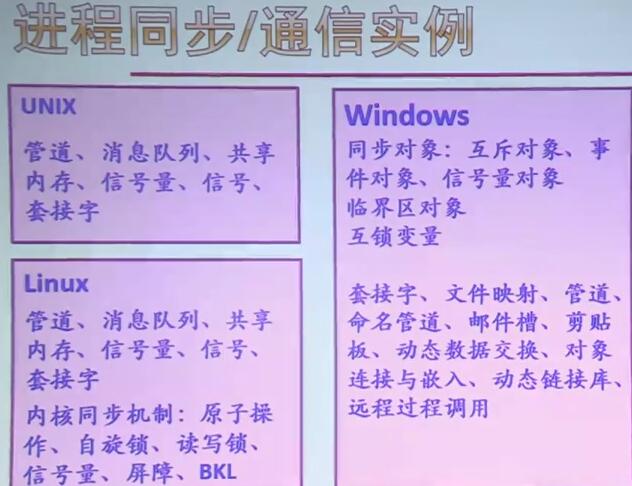 进程同步/通信实例
UNIX
管道、消息队列、共享
内存、信号量、信号、
套接字
Linux
管道、消息队列、共享
内存、信号量、信号、
套接字
内核同步机制：原子操
作、自旋锁、读写锁、
信号量、屏障、BKL
Windows
同步对象：互斥对象、事
件对象、信号量对象
临界区对象
互锁变量
套接字、文件映射、管道、
命名管道、邮件槽、剪贴
板、动态数据交换、对象
连接与嵌入、动态链接库、
远程过程调用